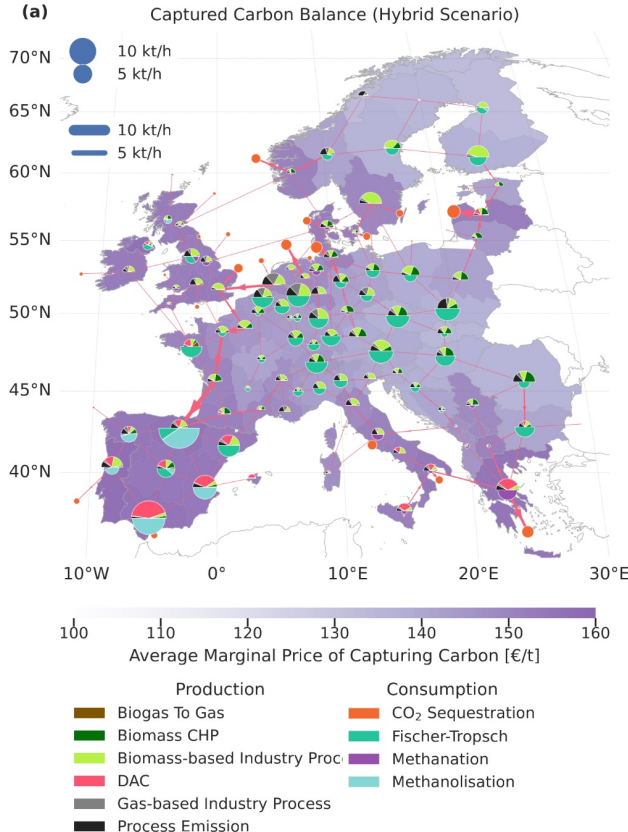 (a)
Captured Carbon Balance (Hybrid Scenario)
70°N
65°N
60°N
55°N
50°N
45°N
40°N
10 kt/h
5 kt/h
10 kt/h
5 kt/h
10°W
0°
10°E
20°E
30°E
100
110
120
130
140
150
160
Average Marginal Price of Capturing Carbon [€/t]
Production
Biogas To Gas
Biomass CHP
Biomass-based Industry Proc
DAC
Gas-based Industry Process
Process Emission
Consumption
CO₂ Sequestration
Fischer-Tropsch
Methanation
Methanolisation